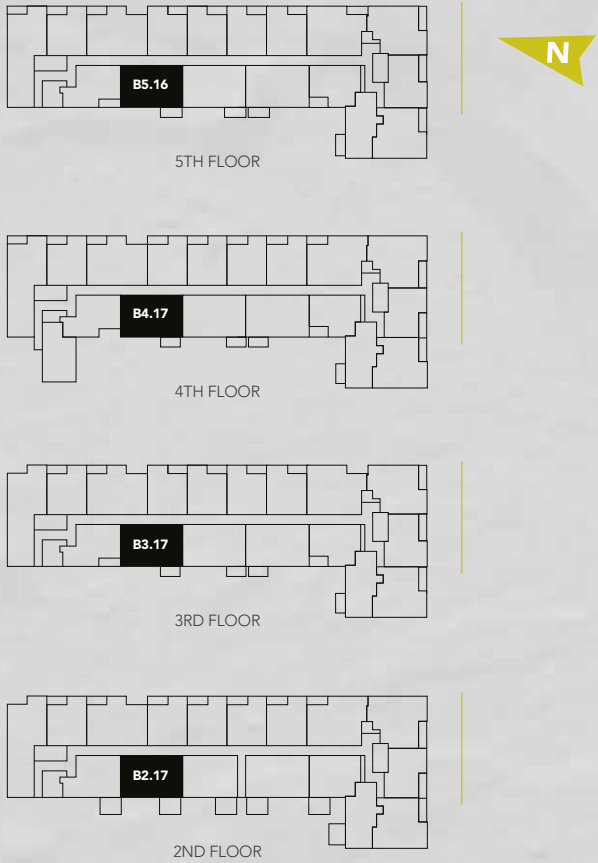 N
B5.16
5TH FLOOR
B4.17
4TH FLOOR
B3.17
3RD FLOOR
B2.17
2ND FLOOR